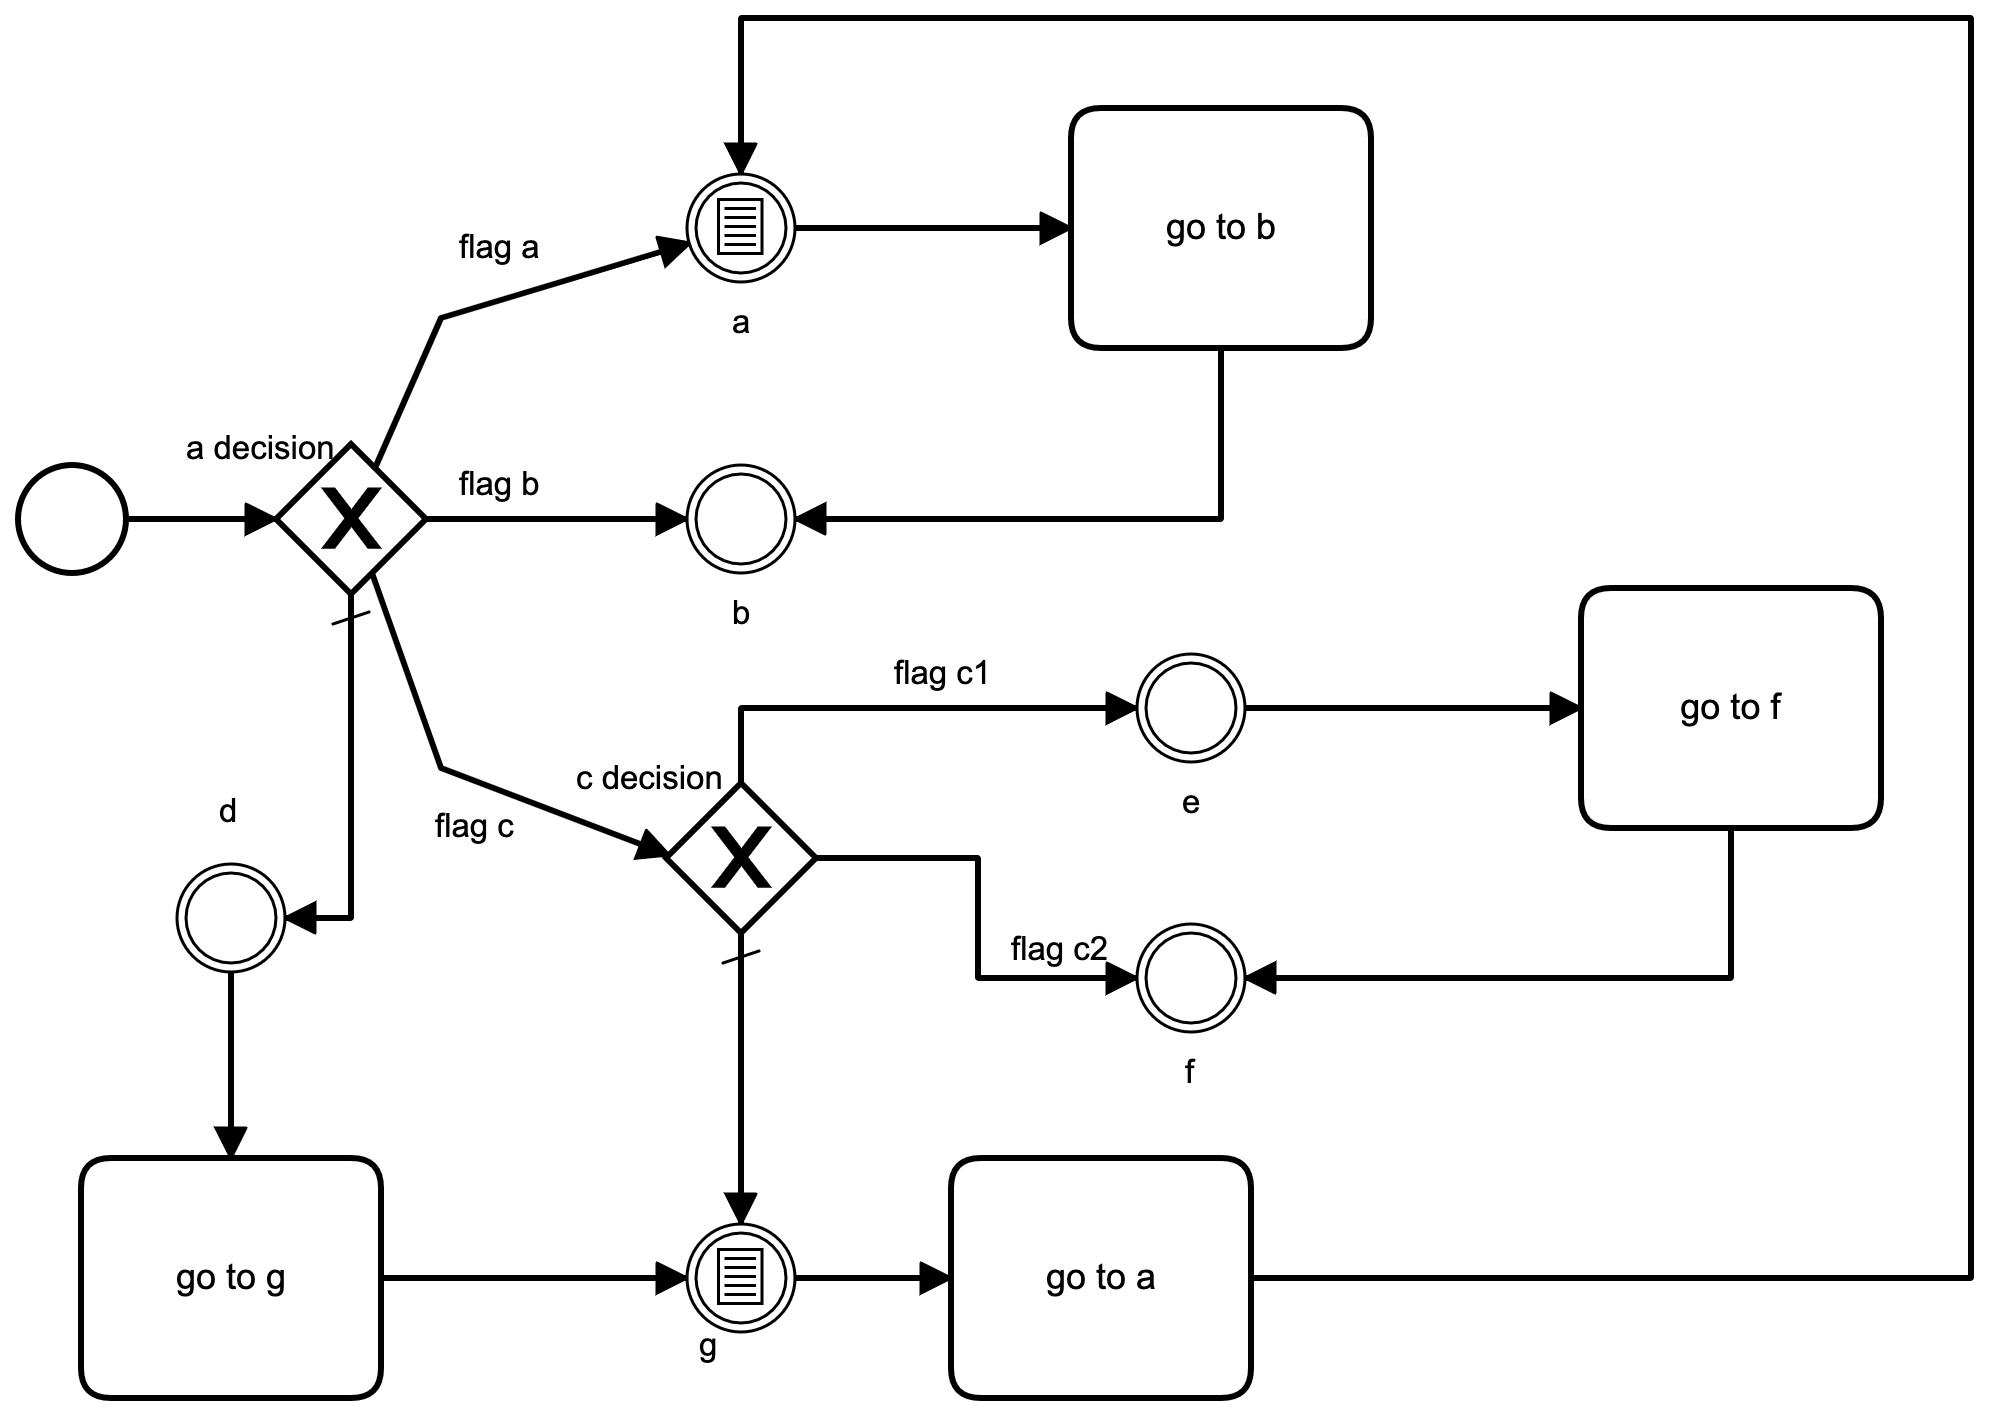 go to b
flag a
a
a decision
flag b
b
flag c1
go to f
c decision
e
d
flag c
flag c2
f
go to g
go to a
g